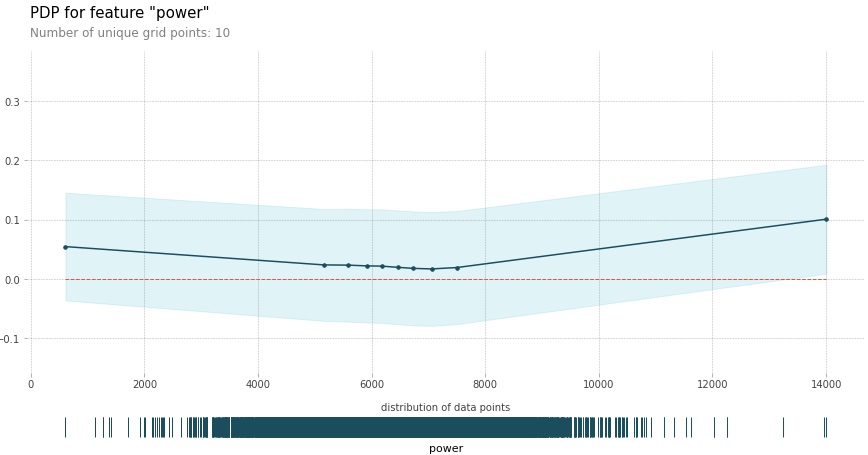 PDP for feature "power"
Number of unique grid points: 10
0.3
0.2
0.1
0.0
−0.1
0 2000 4000 6000 8000 10000 12000 14000
distribution of data points
power